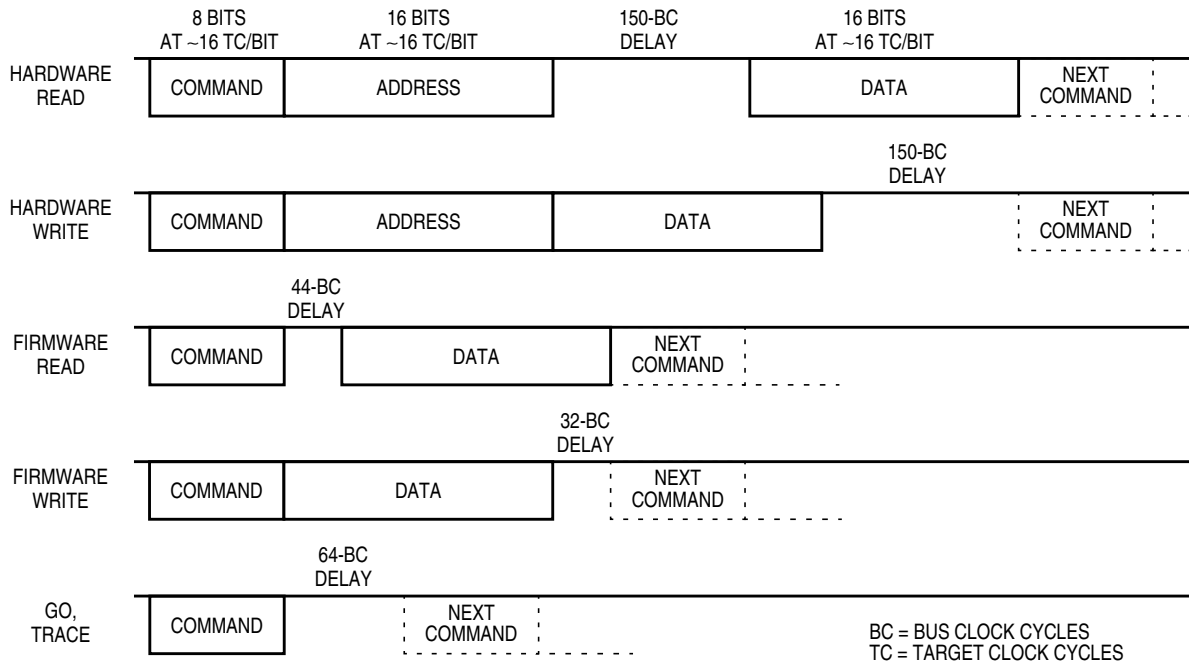 8 BITS
AT ~16 TC/BIT
16 BITS
AT ~16 TC/BIT
150-BC
DELAY
16 BITS
AT ~16 TC/BIT
HARDWARE
READ
COMMAND
ADDRESS
DATA
NEXT
COMMAND
150-BC
DELAY
HARDWARE
WRITE
COMMAND
ADDRESS
DATA
NEXT
COMMAND
44-BC
DELAY
FIRMWARE
READ
COMMAND
DATA
NEXT
COMMAND
32-BC
DELAY
FIRMWARE
WRITE
COMMAND
DATA
NEXT
COMMAND
64-BC
DELAY
GO,
TRACE
COMMAND
NEXT
COMMAND
BC = BUS CLOCK CYCLES
TC = TARGET CLOCK CYCLES